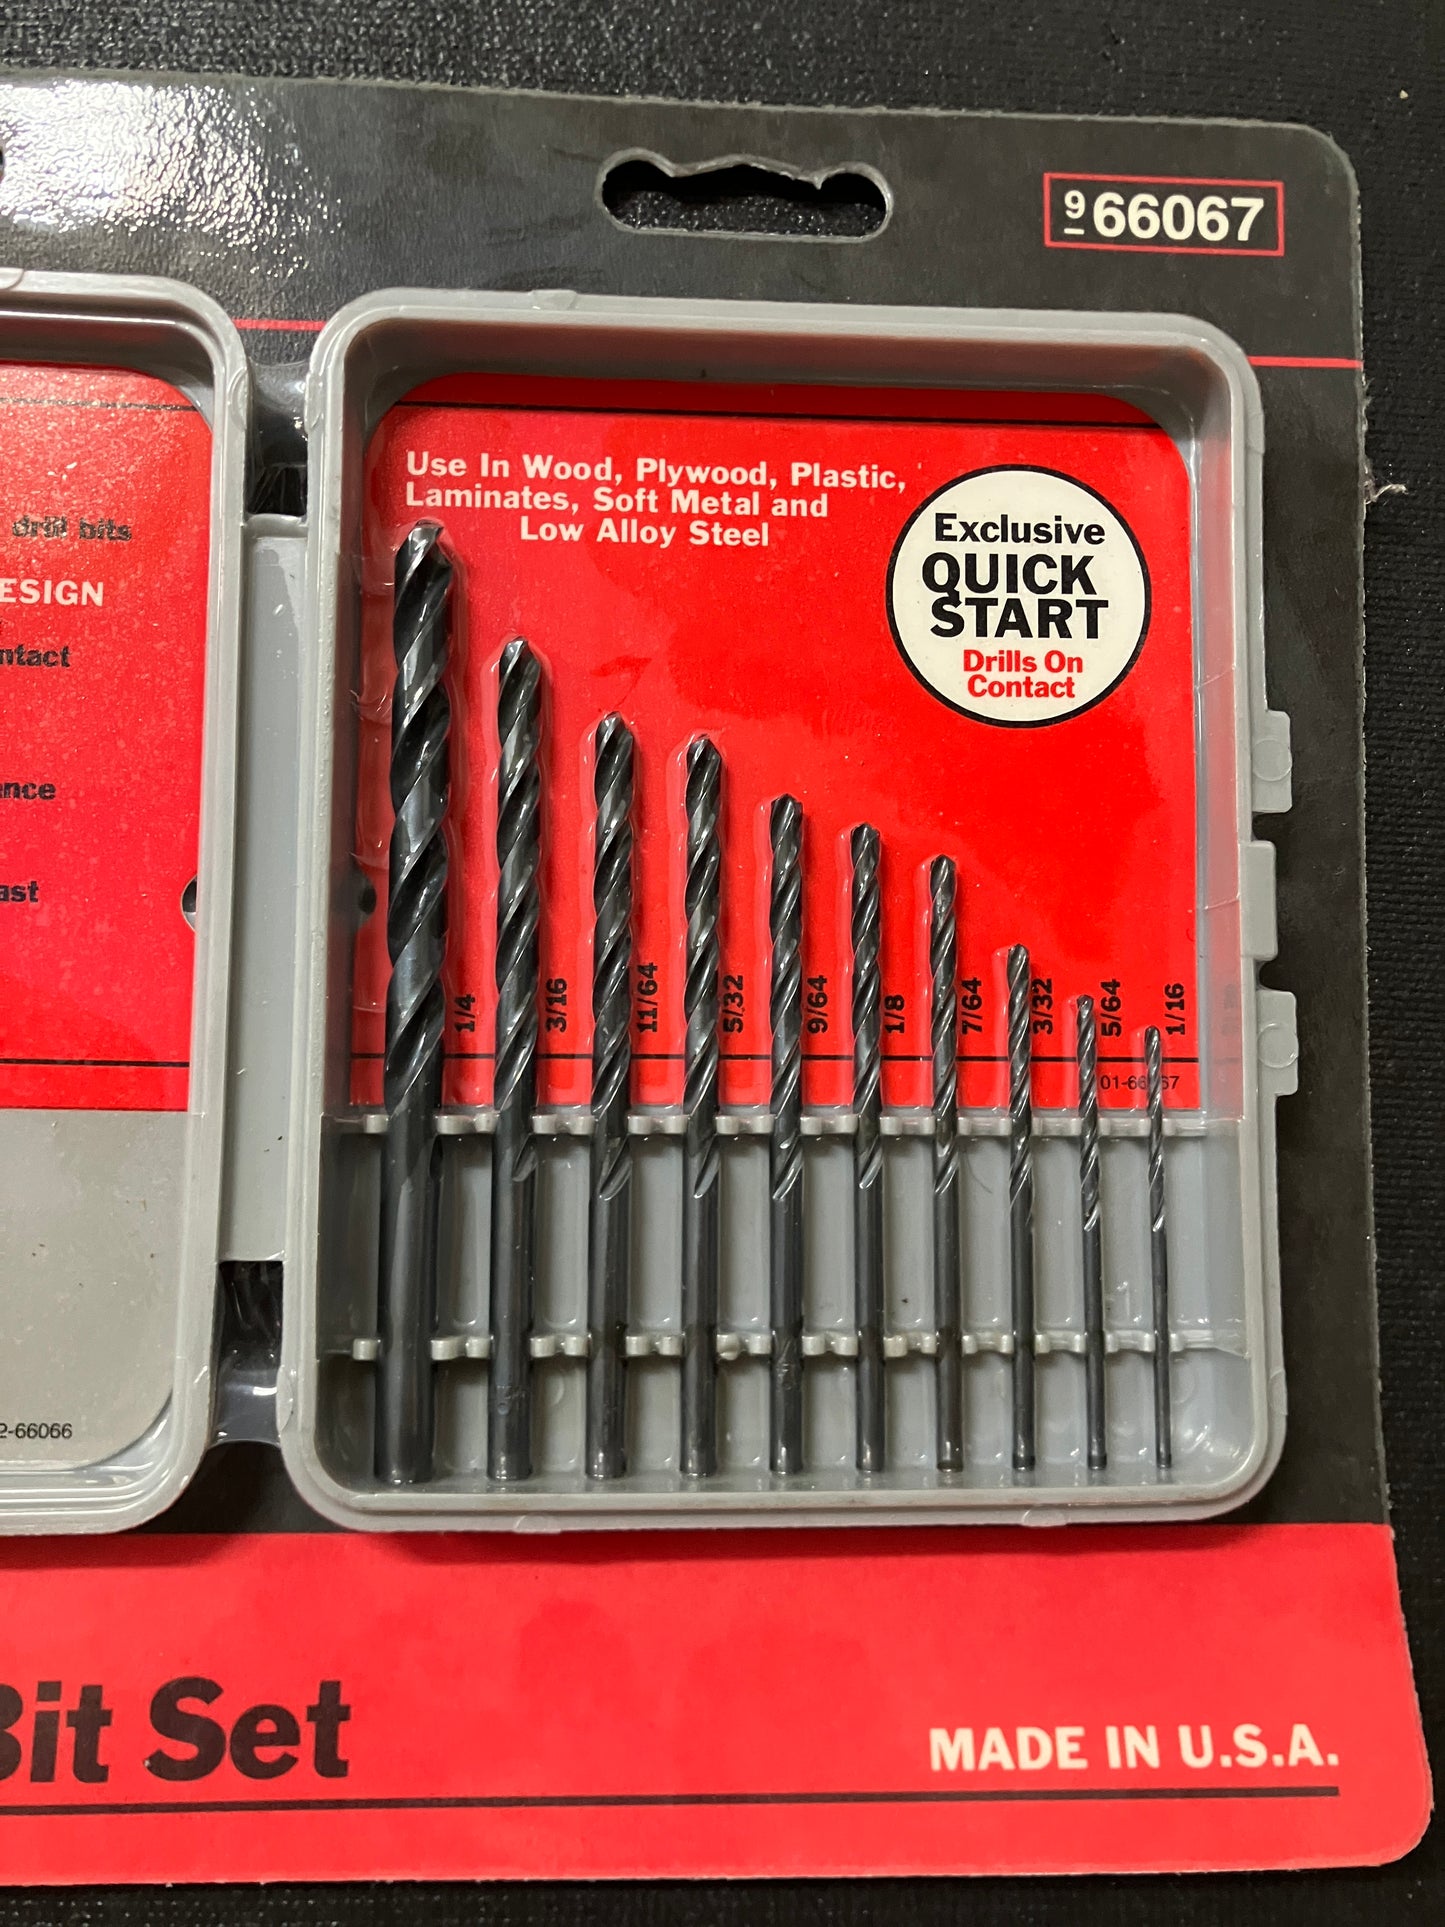 9 66067
drill bits
ESIGN
ntact
nce
ast
2-66066
Use In Wood, Plywood, Plastic,
Laminates, Soft Metal and
Low Alloy Steel
Exclusive
QUICK
START
Drills On
Contact
1/4
3/16
11/64
5/32
9/64
1/8
7/64
3/32
5/64
1/16
Bit Set
MADE IN U.S.A.